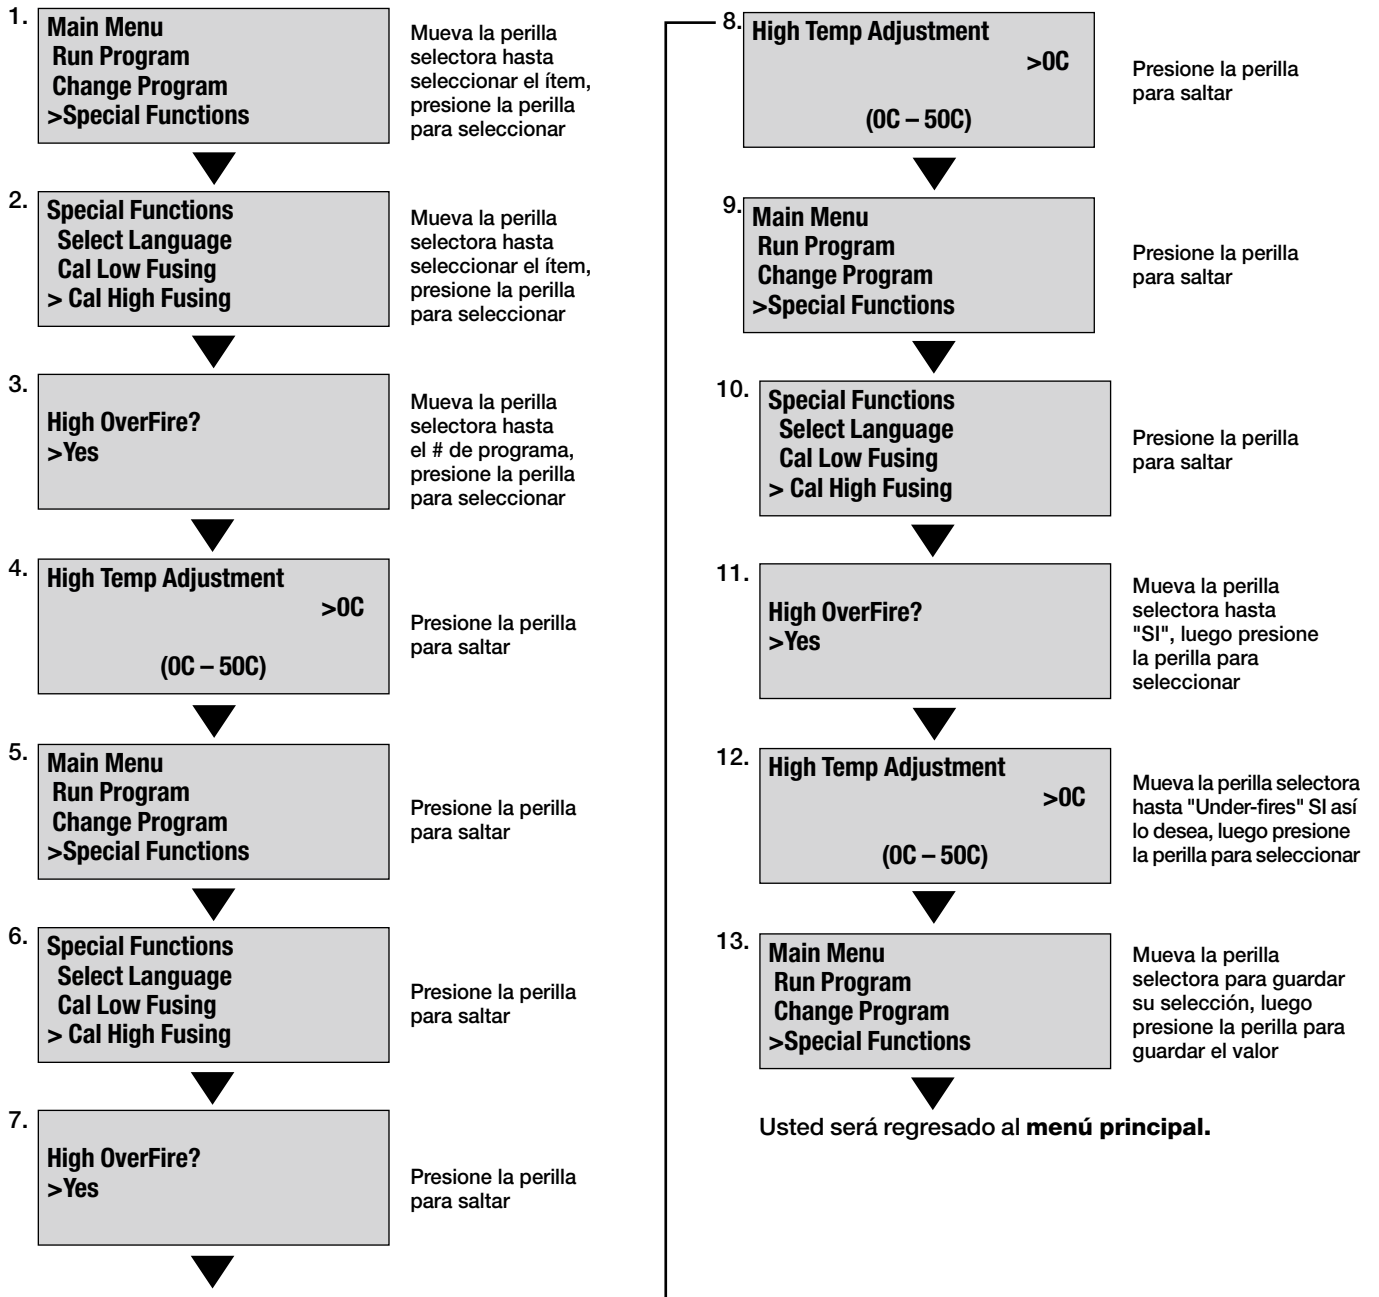 1.
Main Menu
Run Program
Change Program
>Special Functions
Mueva la perilla
selectora hasta
seleccionar el ítem,
presione la perilla
para seleccionar
2.
Special Functions
Select Language
Cal Low Fusing
> Cal High Fusing
Mueva la perilla
selectora hasta
seleccionar el ítem,
presione la perilla
para seleccionar
3.
High OverFire?
>Yes
Mueva la perilla
selectora hasta
el # de programa,
presione la perilla
para seleccionar
4.
High Temp Adjustment
>0C
(0C – 50C)
Presione la perilla
para saltar
5.
Main Menu
Run Program
Change Program
>Special Functions
Presione la perilla
para saltar
6.
Special Functions
Select Language
Cal Low Fusing
> Cal High Fusing
Presione la perilla
para saltar
7.
High OverFire?
>Yes
Presione la perilla
para saltar
8.
High Temp Adjustment
>0C
(0C – 50C)
Presione la perilla
para saltar
9.
Main Menu
Run Program
Change Program
>Special Functions
Presione la perilla
para saltar
10.
Special Functions
Select Language
Cal Low Fusing
> Cal High Fusing
Presione la perilla
para saltar
11.
High OverFire?
>Yes
Mueva la perilla
selectora hasta
"SI", luego presione
la perilla para
seleccionar
12.
High Temp Adjustment
>0C
(0C – 50C)
Mueva la perilla selectora
hasta "Under-fires" SI así
lo desea, luego presione
la perilla para seleccionar
13.
Main Menu
Run Program
Change Program
>Special Functions
Mueva la perilla
selectora para guardar
su selección, luego
presione la perilla para
guardar el valor
Usted será regresado al menú principal.